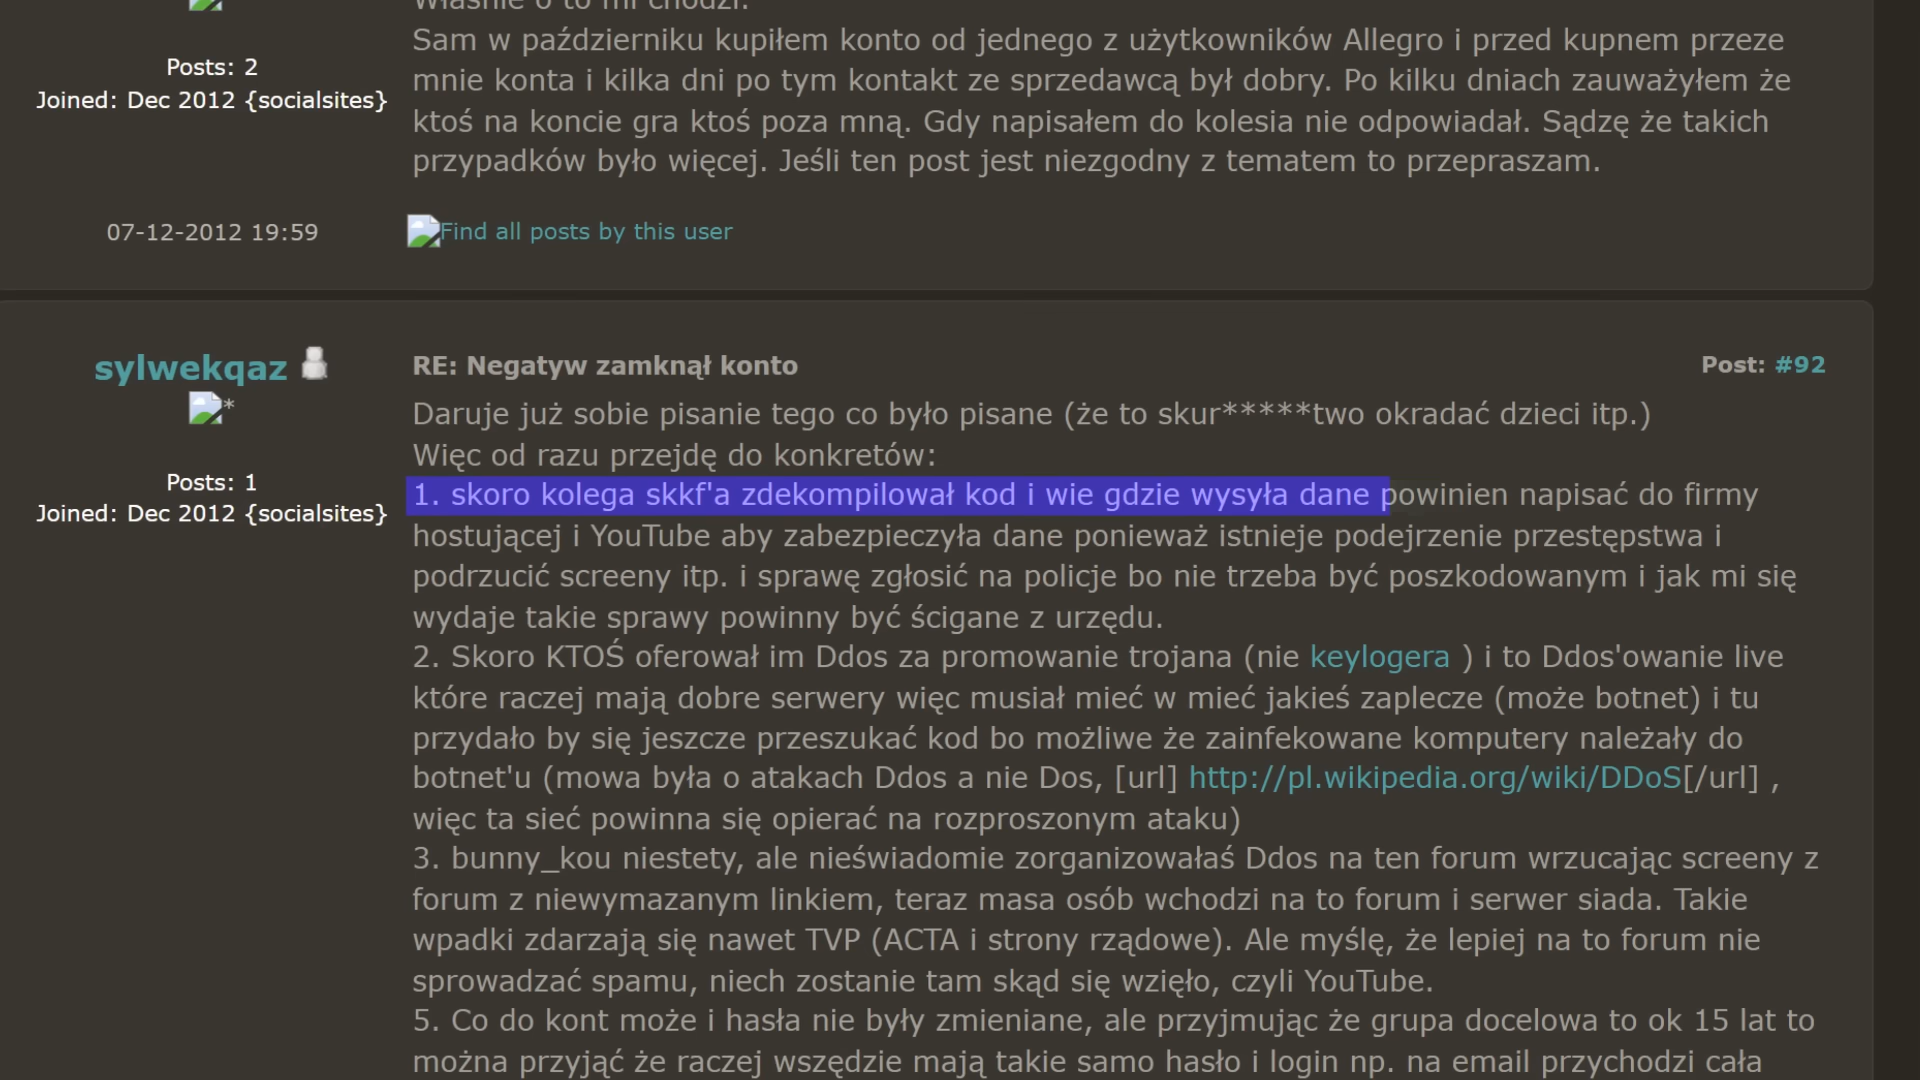 Właśnie o to mi chodzi.
Sam w październiku kupiłem konto od jednego z użytkowników Allegro i przed kupnem przeze
Posts: 2
mnie konta i kilka dni po tym kontakt ze sprzedawcą był dobry. Po kilku dniach zauważyłem że
Joined: Dec 2012 {socialsites}
ktoś na koncie gra ktoś poza mną. Gdy napisałem do kolesia nie odpowiadał. Sądzę że takich
przypadków było więcej. Jeśli ten post jest niezgodny z tematem to przepraszam.
07-12-2012 19:59
Find all posts by this user
sylwekqaz
*
Posts: 1
Joined: Dec 2012 {socialsites}
RE: Negatyw zamknął konto
Post: #92
Daruje już sobie pisanie tego co było pisane (że to skur*****two okradać dzieci itp.)
Więc od razu przejdę do konkretów:
1. skoro kolega skkf'a zdekompilował kod i wie gdzie wysyła dane powinien napisać do firmy
hostującej i YouTube aby zabezpieczyła dane ponieważ istnieje podejrzenie przestępstwa i
podrzucić screeny itp. i sprawę zgłosić na policje bo nie trzeba być poszkodowanym i jak mi się
wydaje takie sprawy powinny być ścigane z urzędu.
2. Skoro KTOŚ oferował im Ddos za promowanie trojana (nie keylogera ) i to Ddos'owanie live
które raczej mają dobre serwery więc musiał mieć w mieć jakieś zaplecze (może botnet) i tu
przydało by się jeszcze przeszukać kod bo możliwe że zainfekowane komputery należały do
botnet'u (mowa była o atakach Ddos a nie Dos, [url] http://pl.wikipedia.org/wiki/DDoS[/url] ,
więc ta sieć powinna się opierać na rozproszonym ataku)
3. bunny_kou niestety, ale nieświadomie zorganizowałaś Ddos na ten forum wrzucając screeny z
forum z niewymazanym linkiem, teraz masa osób wchodzi na to forum i serwer siada. Takie
wpadki zdarzają się nawet TVP (ACTA i strony rządowe). Ale myślę, że lepiej na to forum nie
sprowadzać spamu, niech zostanie tam skąd się wzięło, czyli YouTube.
5. Co do kont może i hasła nie były zmieniane, ale przyjmując że grupa docelowa to ok 15 lat to
można przyjąć że raczej wszędzie mają takie samo hasło i login np. na email przychodzi cała